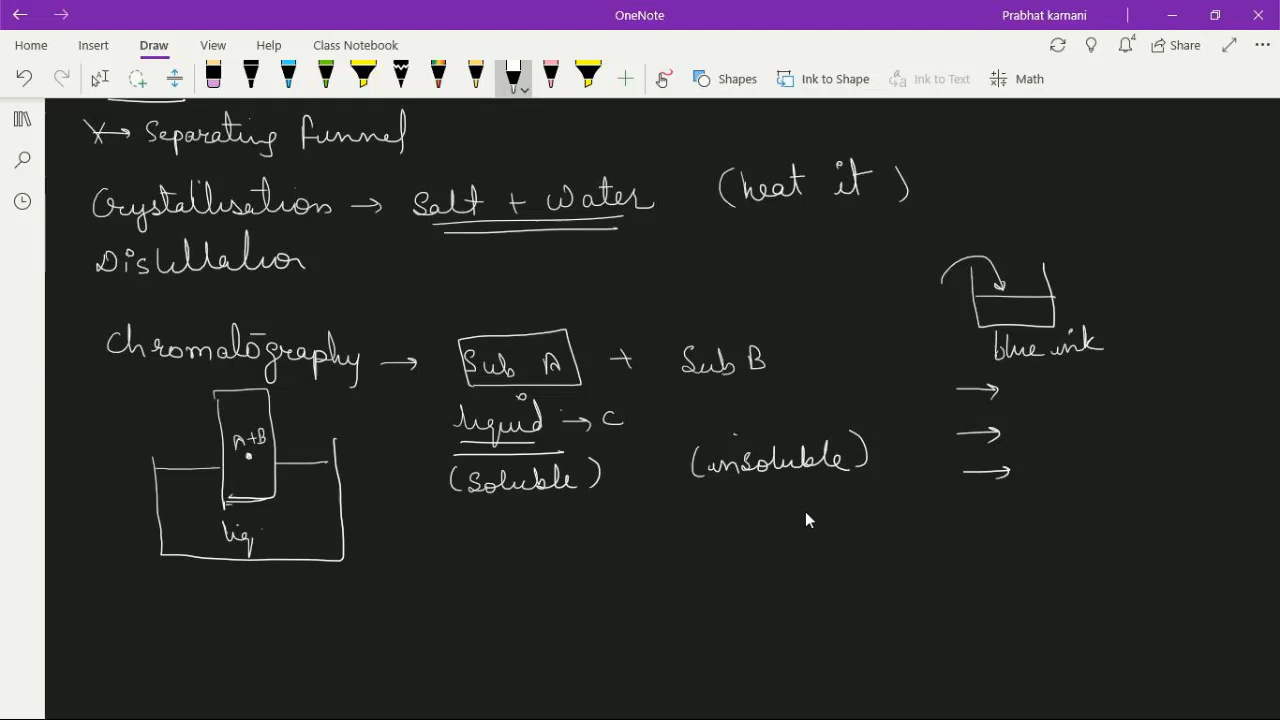 OneNote
Prabhat karnani
Home Insert Draw View Help Class Notebook
Share
Shapes Ink to Shape Ink to Text Math
X→ Separating funnel
Crystallisation → Salt + Water (heat it)
Distillation
Chromatography → Sub A + Sub B
blue ink
liquid → C
A+B
(soluble) (insoluble)
liq